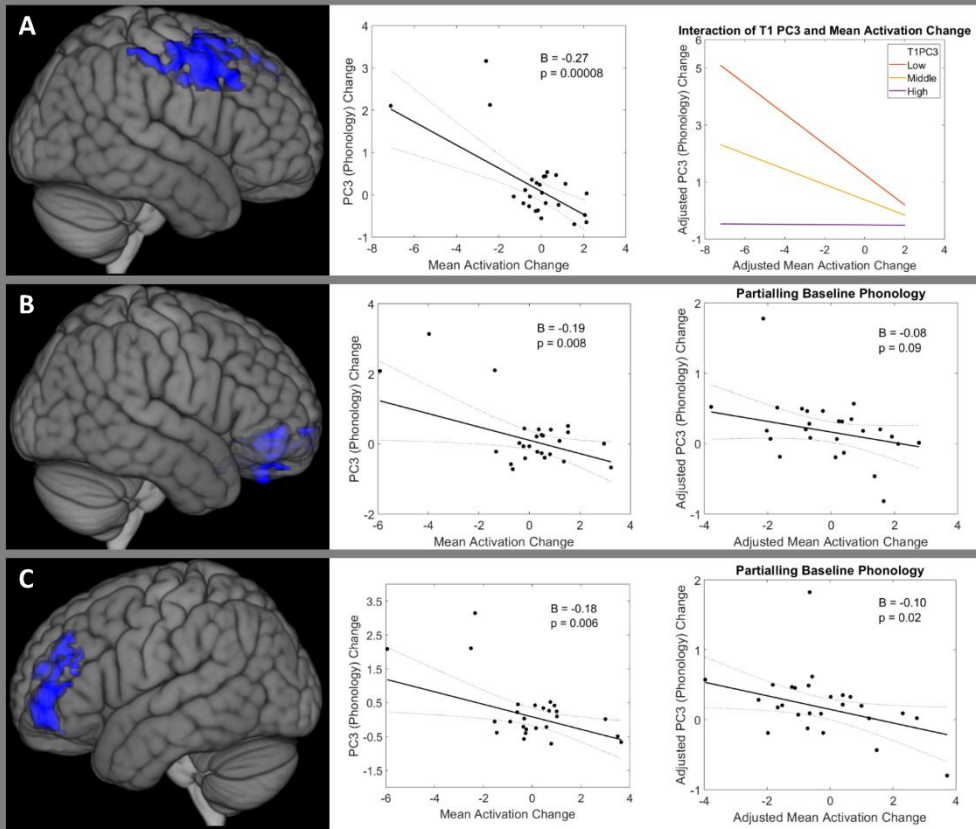 A
B = -0.27
p = 0.00008
PC3 (Phonology) Change
4
3
2
1
0
-1
-8
-6
-4
-2
0
2
4
Mean Activation Change
Interaction of T1 PC3 and Mean Activation Change
T1PC3
Low
Middle
High
Adjusted PC3 (Phonology) Change
6
5
3
1
-1
-8
-6
-4
-2
0
2
4
Adjusted Mean Activation Change
B
B = -0.19
p = 0.008
PC3 (Phonology) Change
4
2
0
-2
-6
-4
-2
0
2
4
Mean Activation Change
Partialling Baseline Phonology
B = -0.08
p = 0.09
Adjusted PC3 (Phonology) Change
2
1
0
-1
-4
-2
0
2
4
Adjusted Mean Activation Change
C
B = -0.18
p = 0.006
PC3 (Phonology) Change
3.5
2.5
1.5
0.5
-0.5
-1.5
-6
-4
-2
0
2
4
Mean Activation Change
Partialling Baseline Phonology
B = -0.10
p = 0.02
Adjusted PC3 (Phonology) Change
2
1
0
-1
-4
-2
0
2
4
Adjusted Mean Activation Change